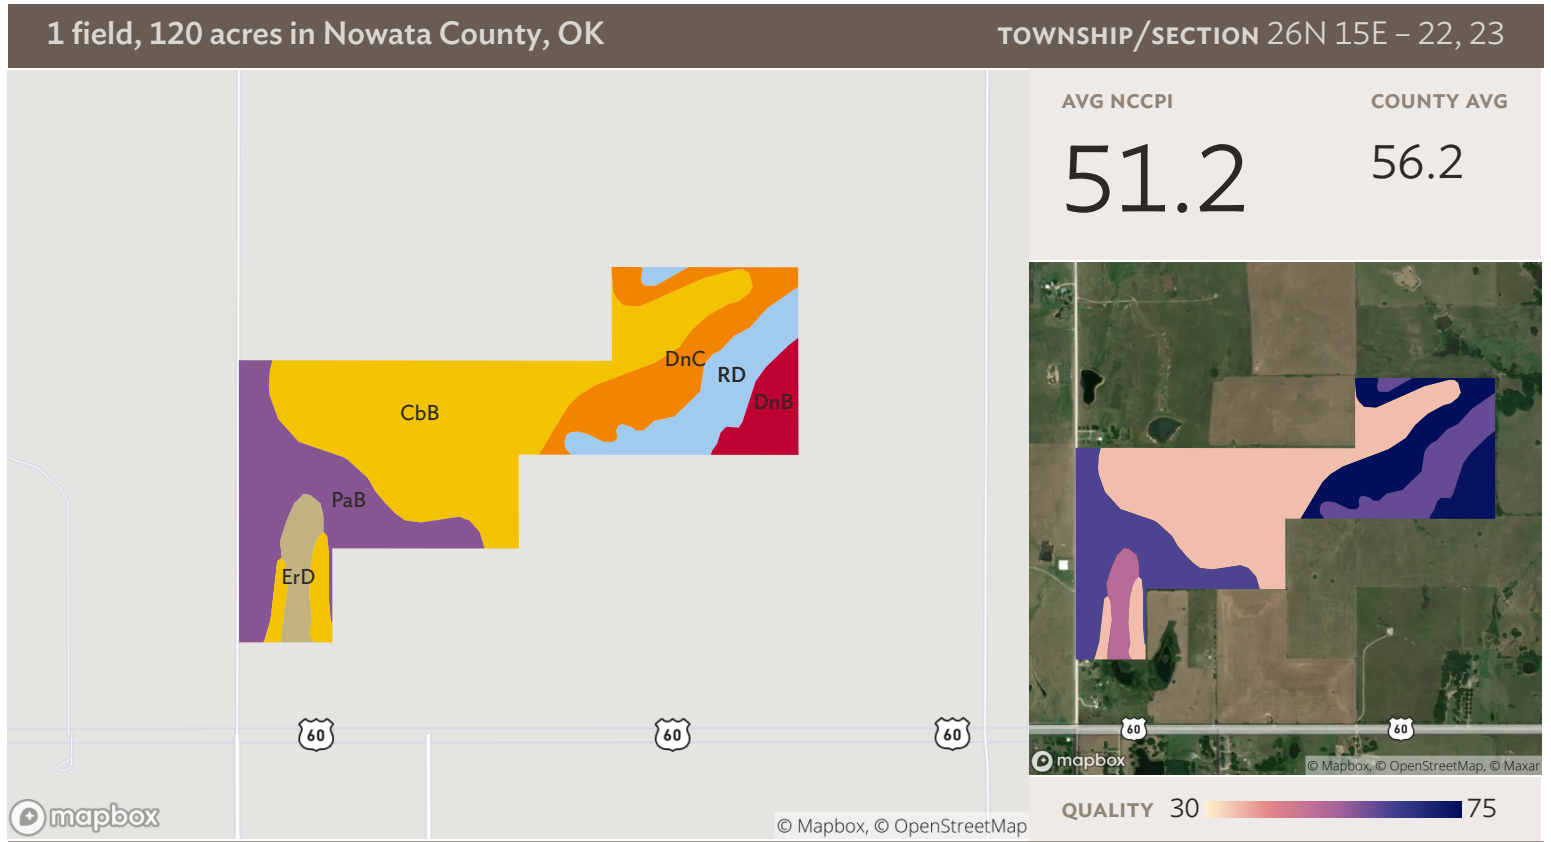 1 field, 120 acres in Nowata County, OK
TOWNSHIP/SECTION 26N 15E – 22, 23
AVG NCCPI
COUNTY AVG
51.2
56.2
DnC
RD
DnB
CbB
PaB
ErD
60
60
60
mapbox
© Mapbox, © OpenStreetMap
60
60
mapbox
© Mapbox, © OpenStreetMap, © Maxar
QUALITY 30 75